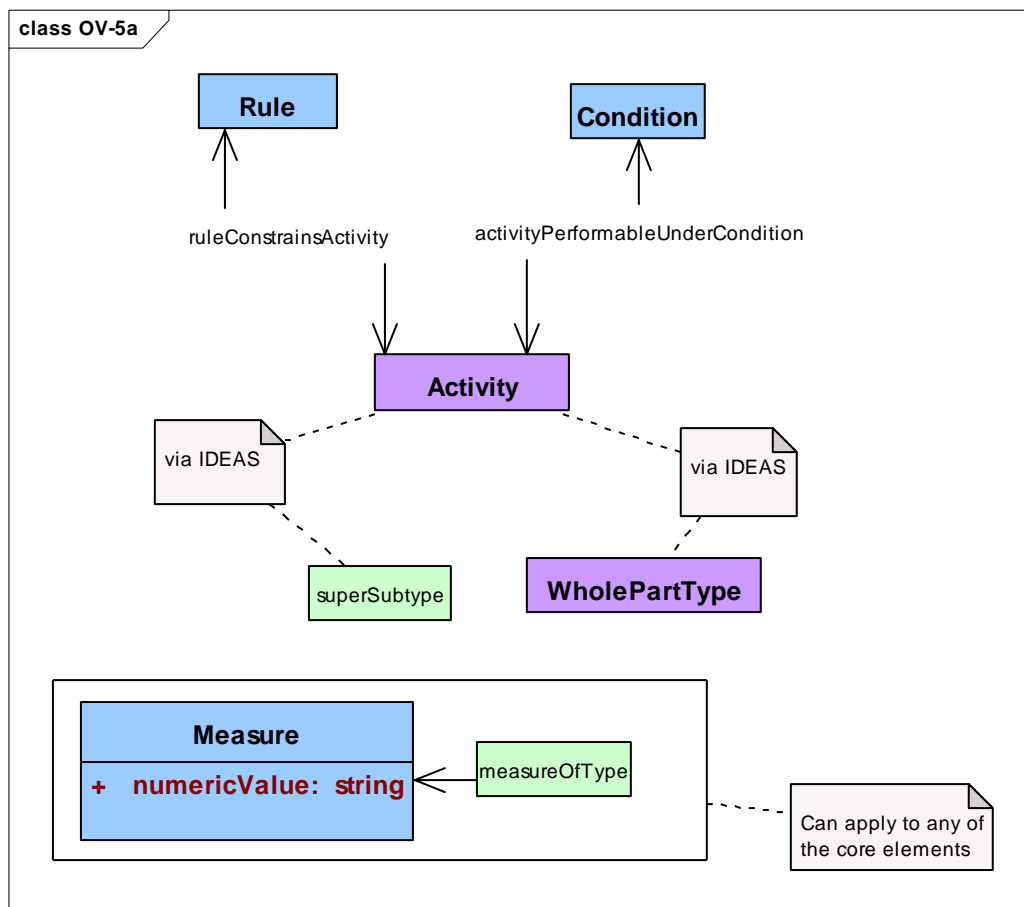 class OV-5a
Rule
Condition
ruleConstrainsActivity
activityPerformableUnderCondition
Activity
via IDEAS
via IDEAS
superSubtype
WholePartType
Measure
+ numericValue: string
measureOfType
Can apply to any of
the core elements